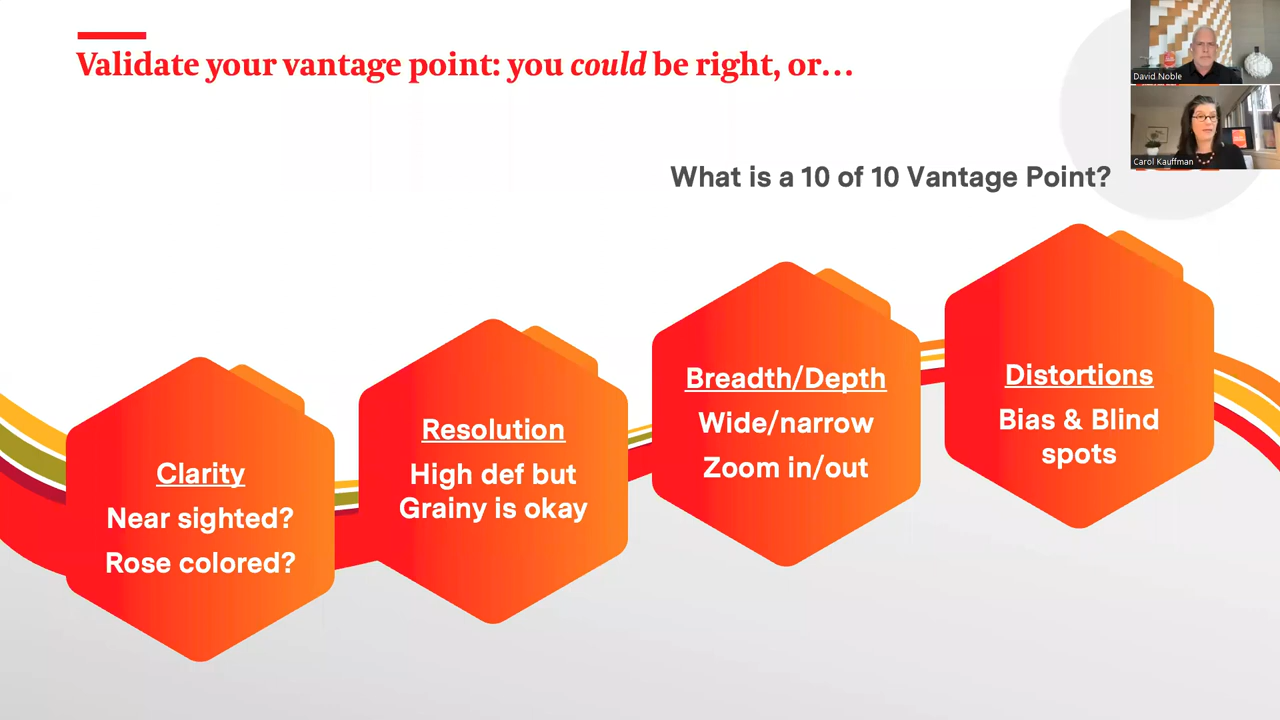 Validate your vantage point: you could be right, or...
David Noble
Carol Kauffman
What is a 10 of 10 Vantage Point?
Clarity
Near sighted?
Rose colored?
Resolution
High def but
Grainy is okay
Breadth/Depth
Wide/narrow
Zoom in/out
Distortions
Bias & Blind
spots